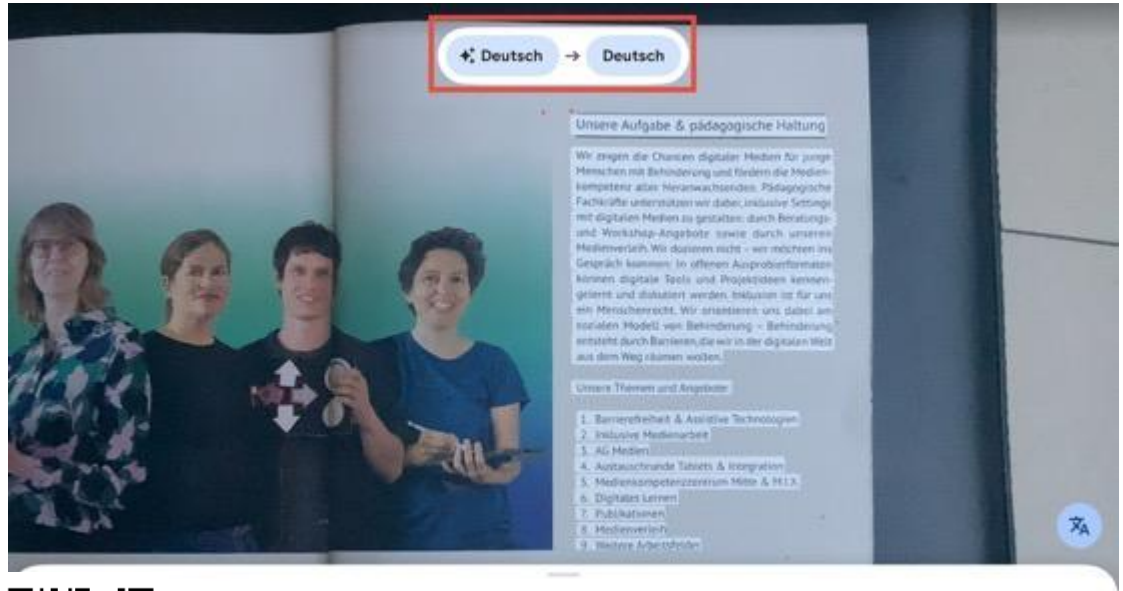 Deutsch → Deutsch
Unsere Aufgabe & pädagogische Haltung
Wir zeigen die Chancen digitaler Medien für junge
Menschen mit Behinderung und fördern die Medien-
kompetenz aller Heranwachsenden. Pädagogische
Fachkräfte unterstützen wir dabei, inklusive Settings
mit digitalen Medien zu gestalten: durch Beratungs-
und Workshop-Angebote sowie durch unseren
Medienverleih. Wir dozieren nicht – wir möchten ins
Gespräch kommen: In offenen Ausprobierformaten
können digitale Tools und Projektideen kennen-
gelernt und diskutiert werden. Inklusion ist für uns
ein Menschenrecht. Wir orientieren uns dabei am
sozialen Modell von Behinderung – Behinderung
entsteht durch Barrieren, die wir in der digitalen Welt
aus dem Weg räumen wollen.
Unsere Themen und Angebote:
1. Barrierefreiheit & Assistive Technologien
2. Inklusive Medienarbeit
3. AG Medien
4. Austauschrunde Tablets & Integration
5. Medienkompetenzzentrum Mitte & M.I.X.
6. Digitales Lernen
7. Publikationen
8. Medienverleih
9. Weitere Arbeitsfelder